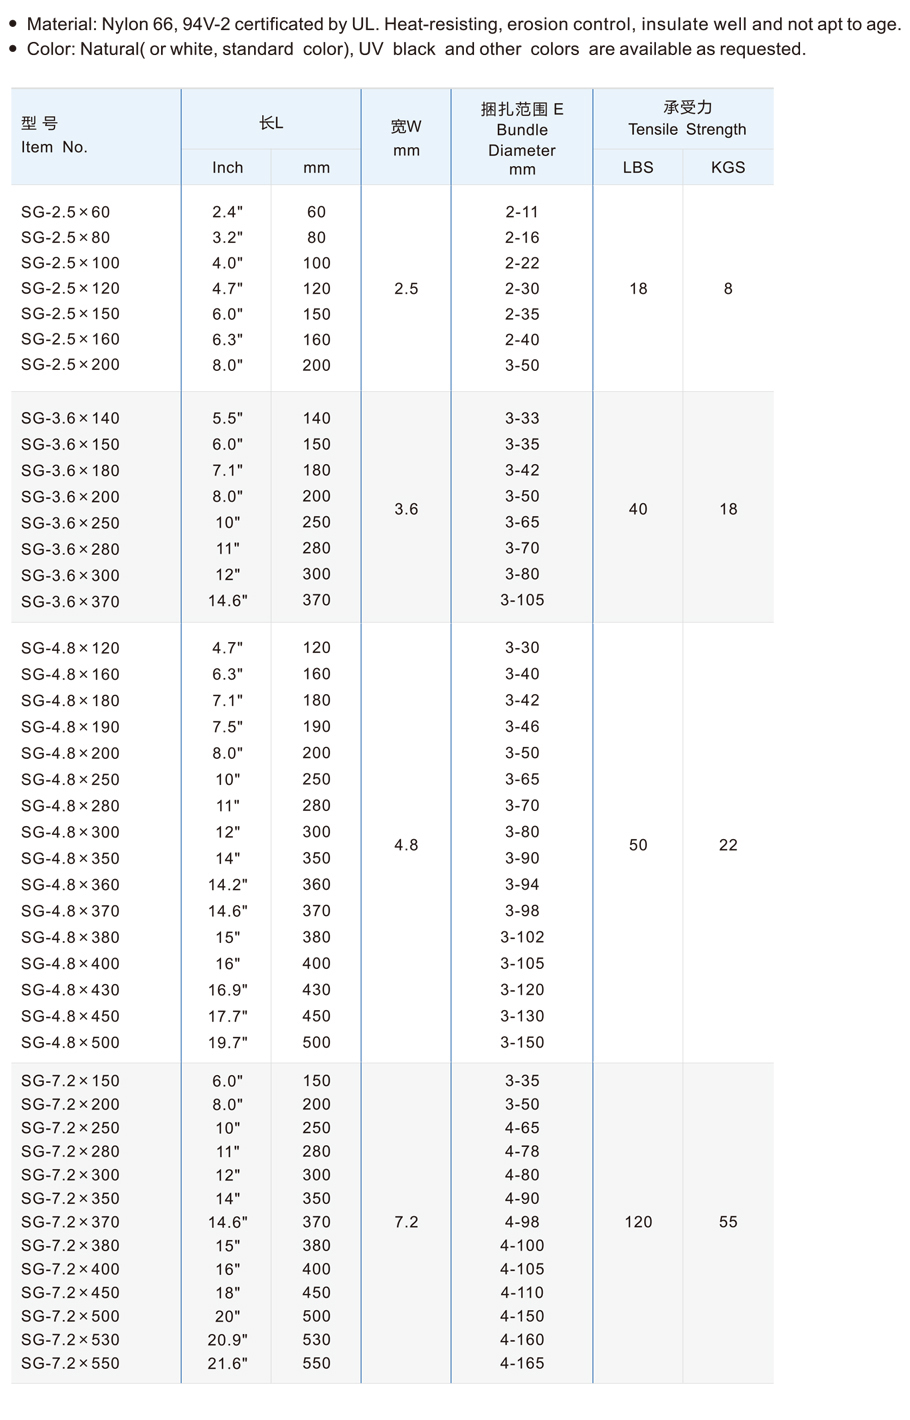 ● Material: Nylon 66, 94V-2 certificated by UL. Heat-resisting, erosion control, insulate well and not apt to age.
● Color: Natural( or white, standard color), UV black and other colors are available as requested.
型 号 长L 宽W 捆扎范围 E 承受力
Item No. Inch mm mm Bundle Diameter mm Tensile Strength LBS KGS
SG-2.5×60 2.4" 60 2-11
SG-2.5×80 3.2" 80 2-16
SG-2.5×100 4.0" 100 2-22
SG-2.5×120 4.7" 120 2.5 2-30 18 8
SG-2.5×150 6.0" 150 2-35
SG-2.5×160 6.3" 160 2-40
SG-2.5×200 8.0" 200 3-50
SG-3.6×140 5.5" 140 3-33
SG-3.6×150 6.0" 150 3-35
SG-3.6×180 7.1" 180 3-42
SG-3.6×200 8.0" 200 3-50
3.6 40 18
SG-3.6×250 10" 250 3-65
SG-3.6×280 11" 280 3-70
SG-3.6×300 12" 300 3-80
SG-3.6×370 14.6" 370 3-105
SG-4.8×120 4.7" 120 3-30
SG-4.8×160 6.3" 160 3-40
SG-4.8×180 7.1" 180 3-42
SG-4.8×190 7.5" 190 3-46
SG-4.8×200 8.0" 200 3-50
SG-4.8×250 10" 250 3-65
SG-4.8×280 11" 280 3-70
SG-4.8×300 12" 300 3-80
4.8 50 22
SG-4.8×350 14" 350 3-90
SG-4.8×360 14.2" 360 3-94
SG-4.8×370 14.6" 370 3-98
SG-4.8×380 15" 380 3-102
SG-4.8×400 16" 400 3-105
SG-4.8×430 16.9" 430 3-120
SG-4.8×450 17.7" 450 3-130
SG-4.8×500 19.7" 500 3-150
SG-7.2×150 6.0" 150 3-35
SG-7.2×200 8.0" 200 3-50
SG-7.2×250 10" 250 4-65
SG-7.2×280 11" 280 4-78
SG-7.2×300 12" 300 4-80
SG-7.2×350 14" 350 4-90
SG-7.2×370 14.6" 370 7.2 4-98 120 55
SG-7.2×380 15" 380 4-100
SG-7.2×400 16" 400 4-105
SG-7.2×450 18" 450 4-110
SG-7.2×500 20" 500 4-150
SG-7.2×530 20.9" 530 4-160
SG-7.2×550 21.6" 550 4-165